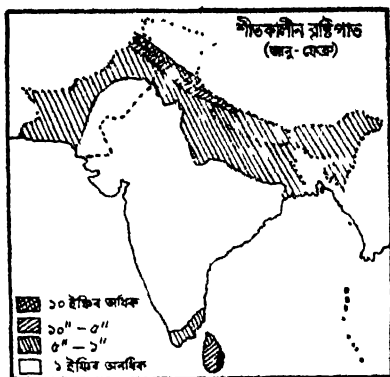 শীতকালীন বৃষ্টিপাত
(জানু-ফেব্রু)
১০ ইঞ্চির অধিক
১০" - ৫"
৫" - ১"
১ ইঞ্চির অনধিক